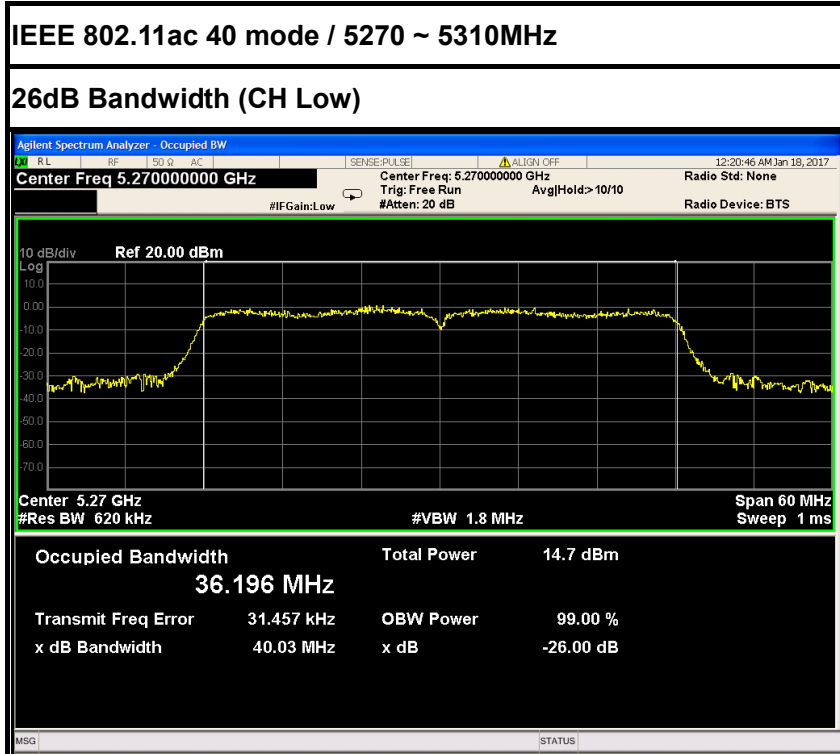 IEEE 802.11ac 40 mode / 5270 ~ 5310MHz
26dB Bandwidth (CH Low)
Agilent Spectrum Analyzer - Occupied BW
LXI RL RF 50 Ω AC SENSE:PULSE ALIGN OFF 12:20:46 AM Jan 18, 2017
Center Freq 5.270000000 GHz Center Freq: 5.270000000 GHz Radio Std: None
Trig: Free Run Avg|Hold:>10/10
#IFGain:Low #Atten: 20 dB Radio Device: BTS
10 dB/div Ref 20.00 dBm
Log
10.0
0.00
-10.0
-20.0
-30.0
-40.0
-50.0
-60.0
-70.0
Center 5.27 GHz Span 60 MHz
#Res BW 620 kHz #VBW 1.8 MHz Sweep 1 ms
Occupied Bandwidth Total Power 14.7 dBm
36.196 MHz
Transmit Freq Error 31.457 kHz OBW Power 99.00 %
x dB Bandwidth 40.03 MHz x dB -26.00 dB
MSG STATUS